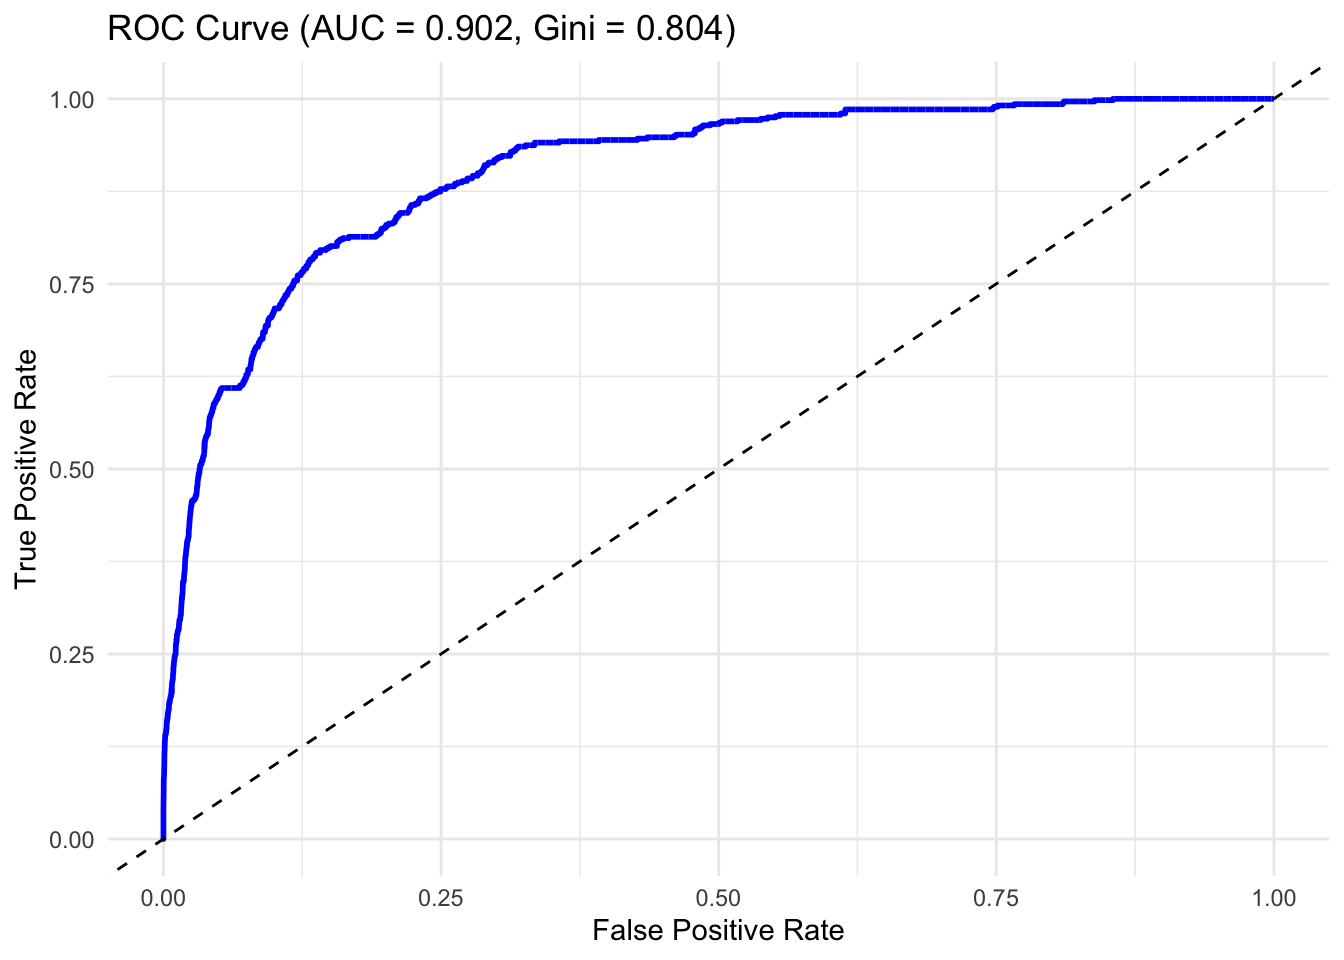 ROC Curve (AUC = 0.902, Gini = 0.804)
True Positive Rate
1.00
0.75
0.50
0.25
0.00
0.00 0.25 0.50 0.75 1.00
False Positive Rate